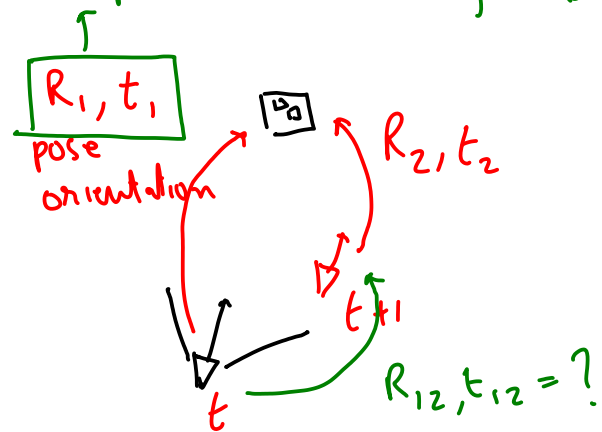 R₁, t₁
pose
orientation
R₂, t₂
t+1
R₁₂, t₁₂ = ?
t